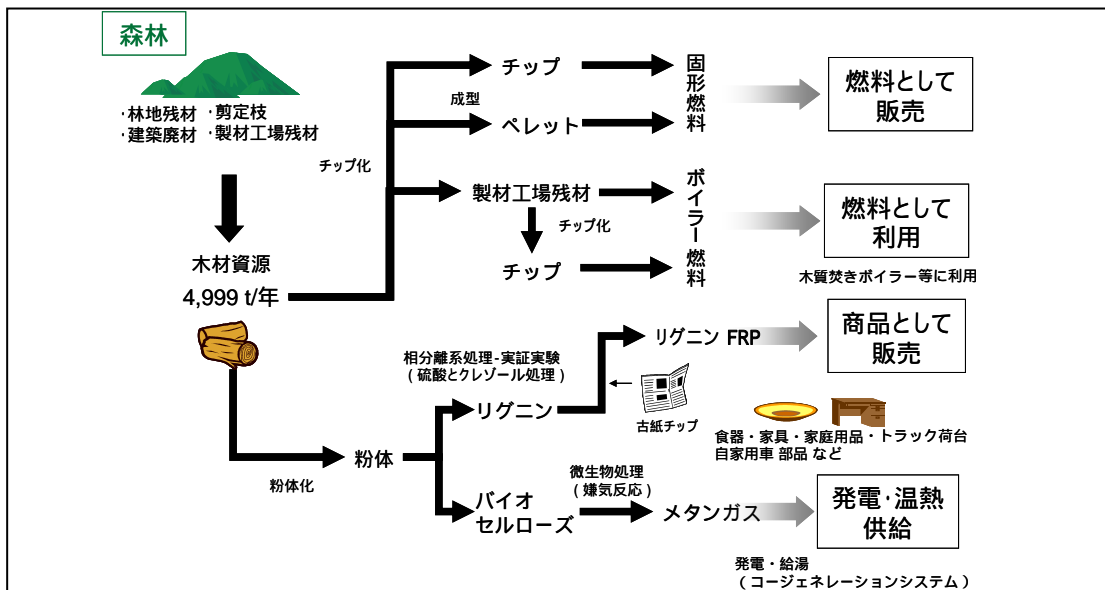 森林
・林地残材 ・剪定枝
・建築廃材 ・製材工場残材
木材資源
4,999 t/年
チップ化
成型
チップ
ペレット
固形燃料
燃料として
販売
製材工場残材
チップ化
チップ
ボイラー燃料
燃料として
利用
木質焚きボイラー等に利用
粉体化
粉体
相分離系処理-実証実験
(硫酸とクレゾール処理)
リグニン
古紙チップ
リグニン FRP
商品として
販売
食器・家具・家庭用品・トラック荷台
自家用車 部品 など
バイオ
セルローズ
微生物処理
(嫌気反応)
メタンガス
発電・温熱
供給
発電・給湯
(コージェネレーションシステム)